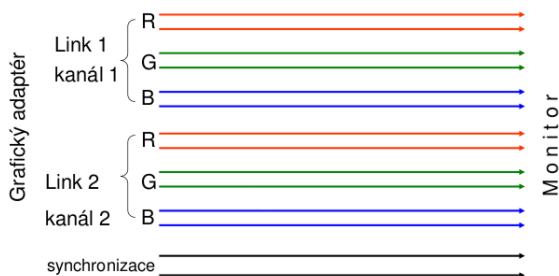 Grafický adaptér
Link 1
kanál 1
R
G
B
Link 2
kanál 2
R
G
B
synchronizace
Monitor